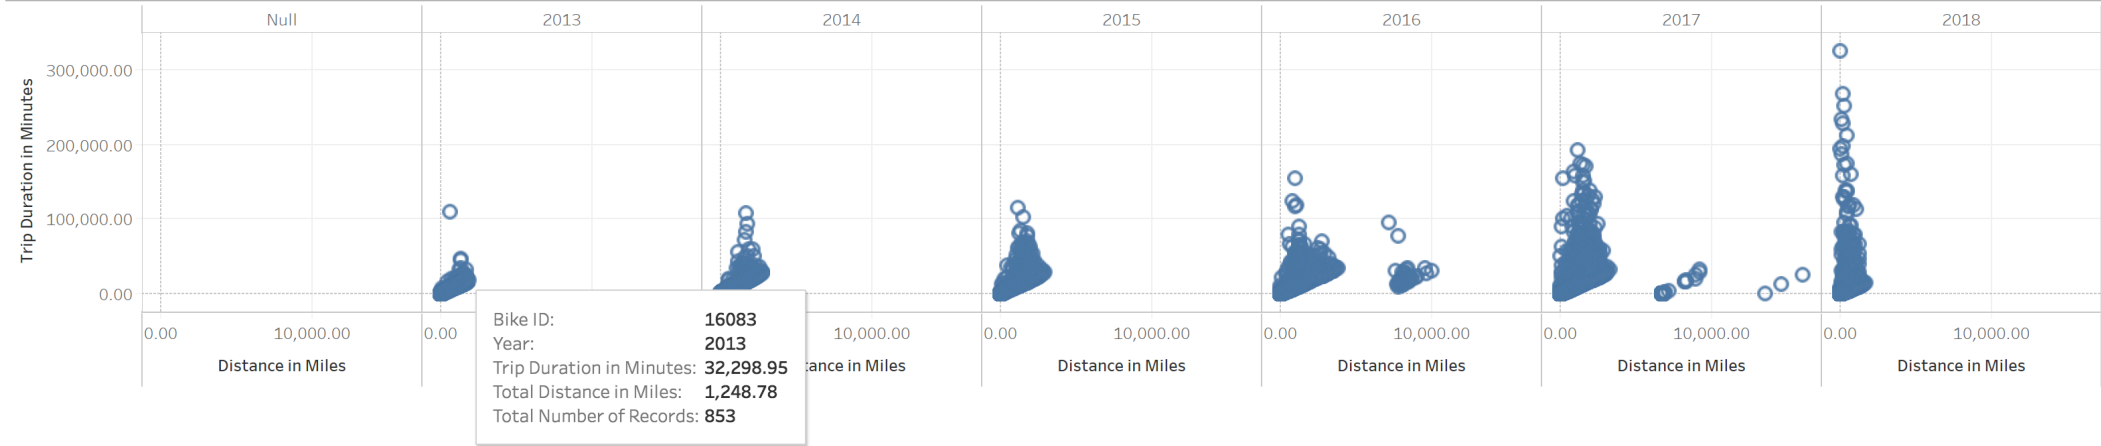 Null 2013 2014 2015 2016 2017 2018
Trip Duration in Minutes
300,000.00
200,000.00
100,000.00
0.00
0.00 10,000.00 0.00 10,000.00 0.00 10,000.00 0.00 10,000.00 0.00 10,000.00 0.00 10,000.00
Distance in Miles tance in Miles Distance in Miles Distance in Miles Distance in Miles Distance in Miles
Bike ID: 16083
Year: 2013
Trip Duration in Minutes: 32,298.95
Total Distance in Miles: 1,248.78
Total Number of Records: 853